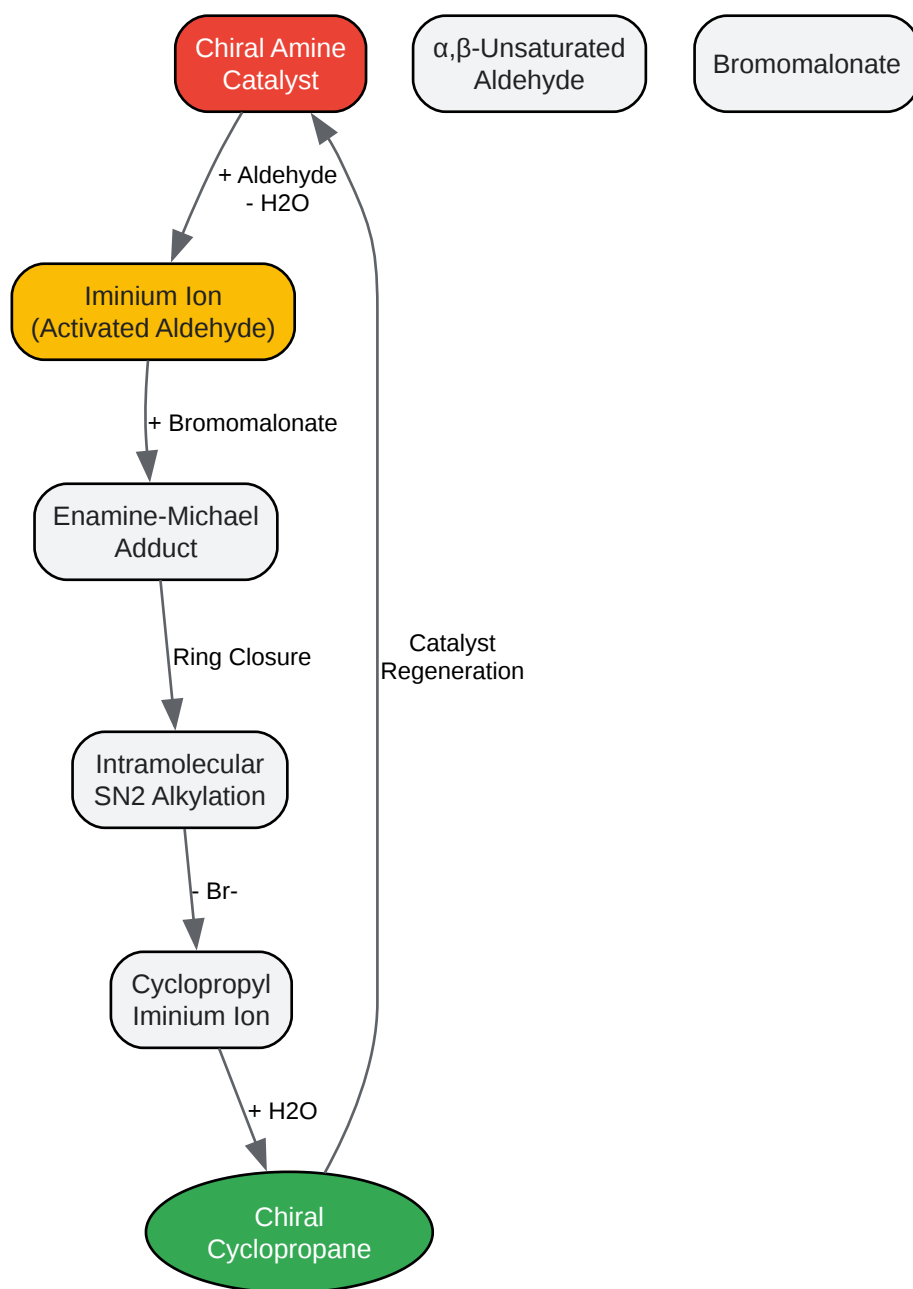 Chiral Amine
Catalyst
α,β-Unsaturated
Aldehyde
Bromomalonate
+ Aldehyde
- H2O
Iminium Ion
(Activated Aldehyde)
+ Bromomalonate
Enamine-Michael
Adduct
Ring Closure
Catalyst
Regeneration
Intramolecular
SN2 Alkylation
- Br-
Cyclopropyl
Iminium Ion
+ H2O
Chiral
Cyclopropane